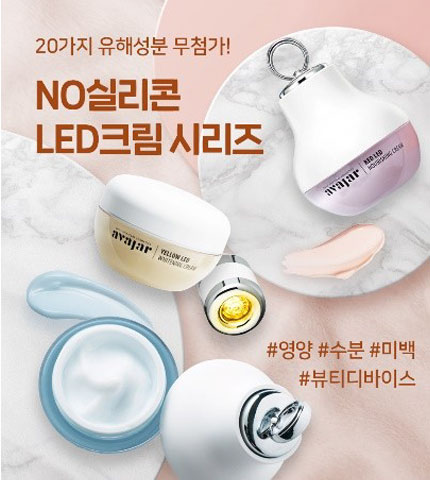 20가지 유해성분 무첨가!
NO실리콘
LED크림 시리즈
avajar
RED LED
NOURISHING CREAM
avajar
YELLOW LED
WHITENING CREAM
#영양 #수분 #미백
#뷰티디바이스